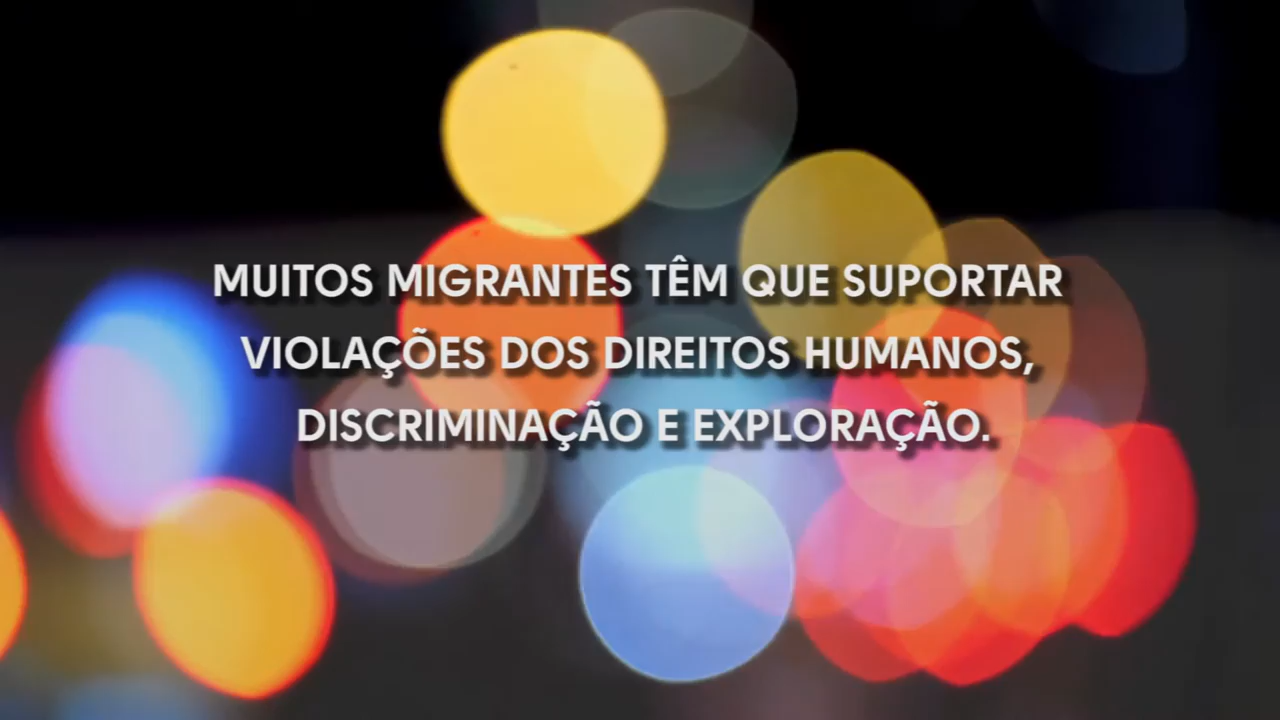 MUITOS MIGRANTES TÊM QUE SUPORTAR
VIOLAÇÕES DOS DIREITOS HUMANOS,
DISCRIMINAÇÃO E EXPLORAÇÃO.